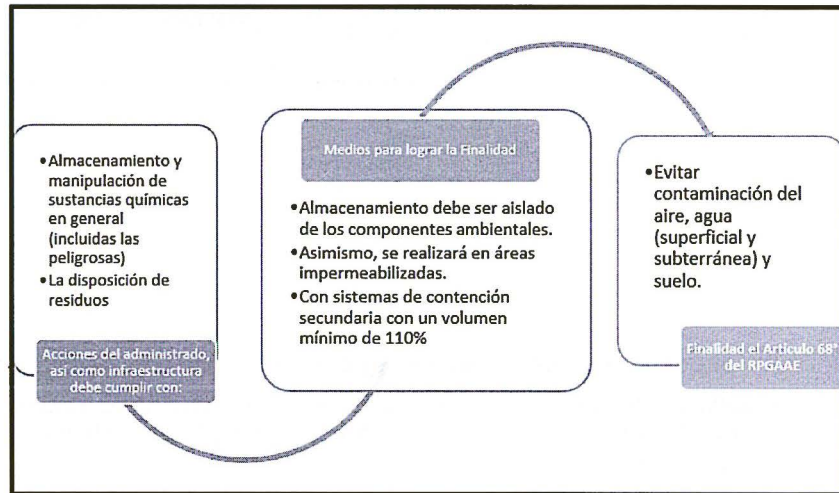 •Almacenamiento y
manipulación de
sustancias químicas
en general
(incluidas las
peligrosas)
•La disposición de
residuos
Acciones del administrado,
así como infraestructura
debe cumplir con:
Medios para lograr la Finalidad
•Almacenamiento debe ser aislado
de los componentes ambientales.
•Asimismo, se realizará en áreas
impermeabilizadas.
•Con sistemas de contención
secundaria con un volumen
mínimo de 110%
•Evitar
contaminación del
aire, agua
(superficial y
subterránea) y
suelo.
Finalidad el Artículo 68°
del RPGAAE